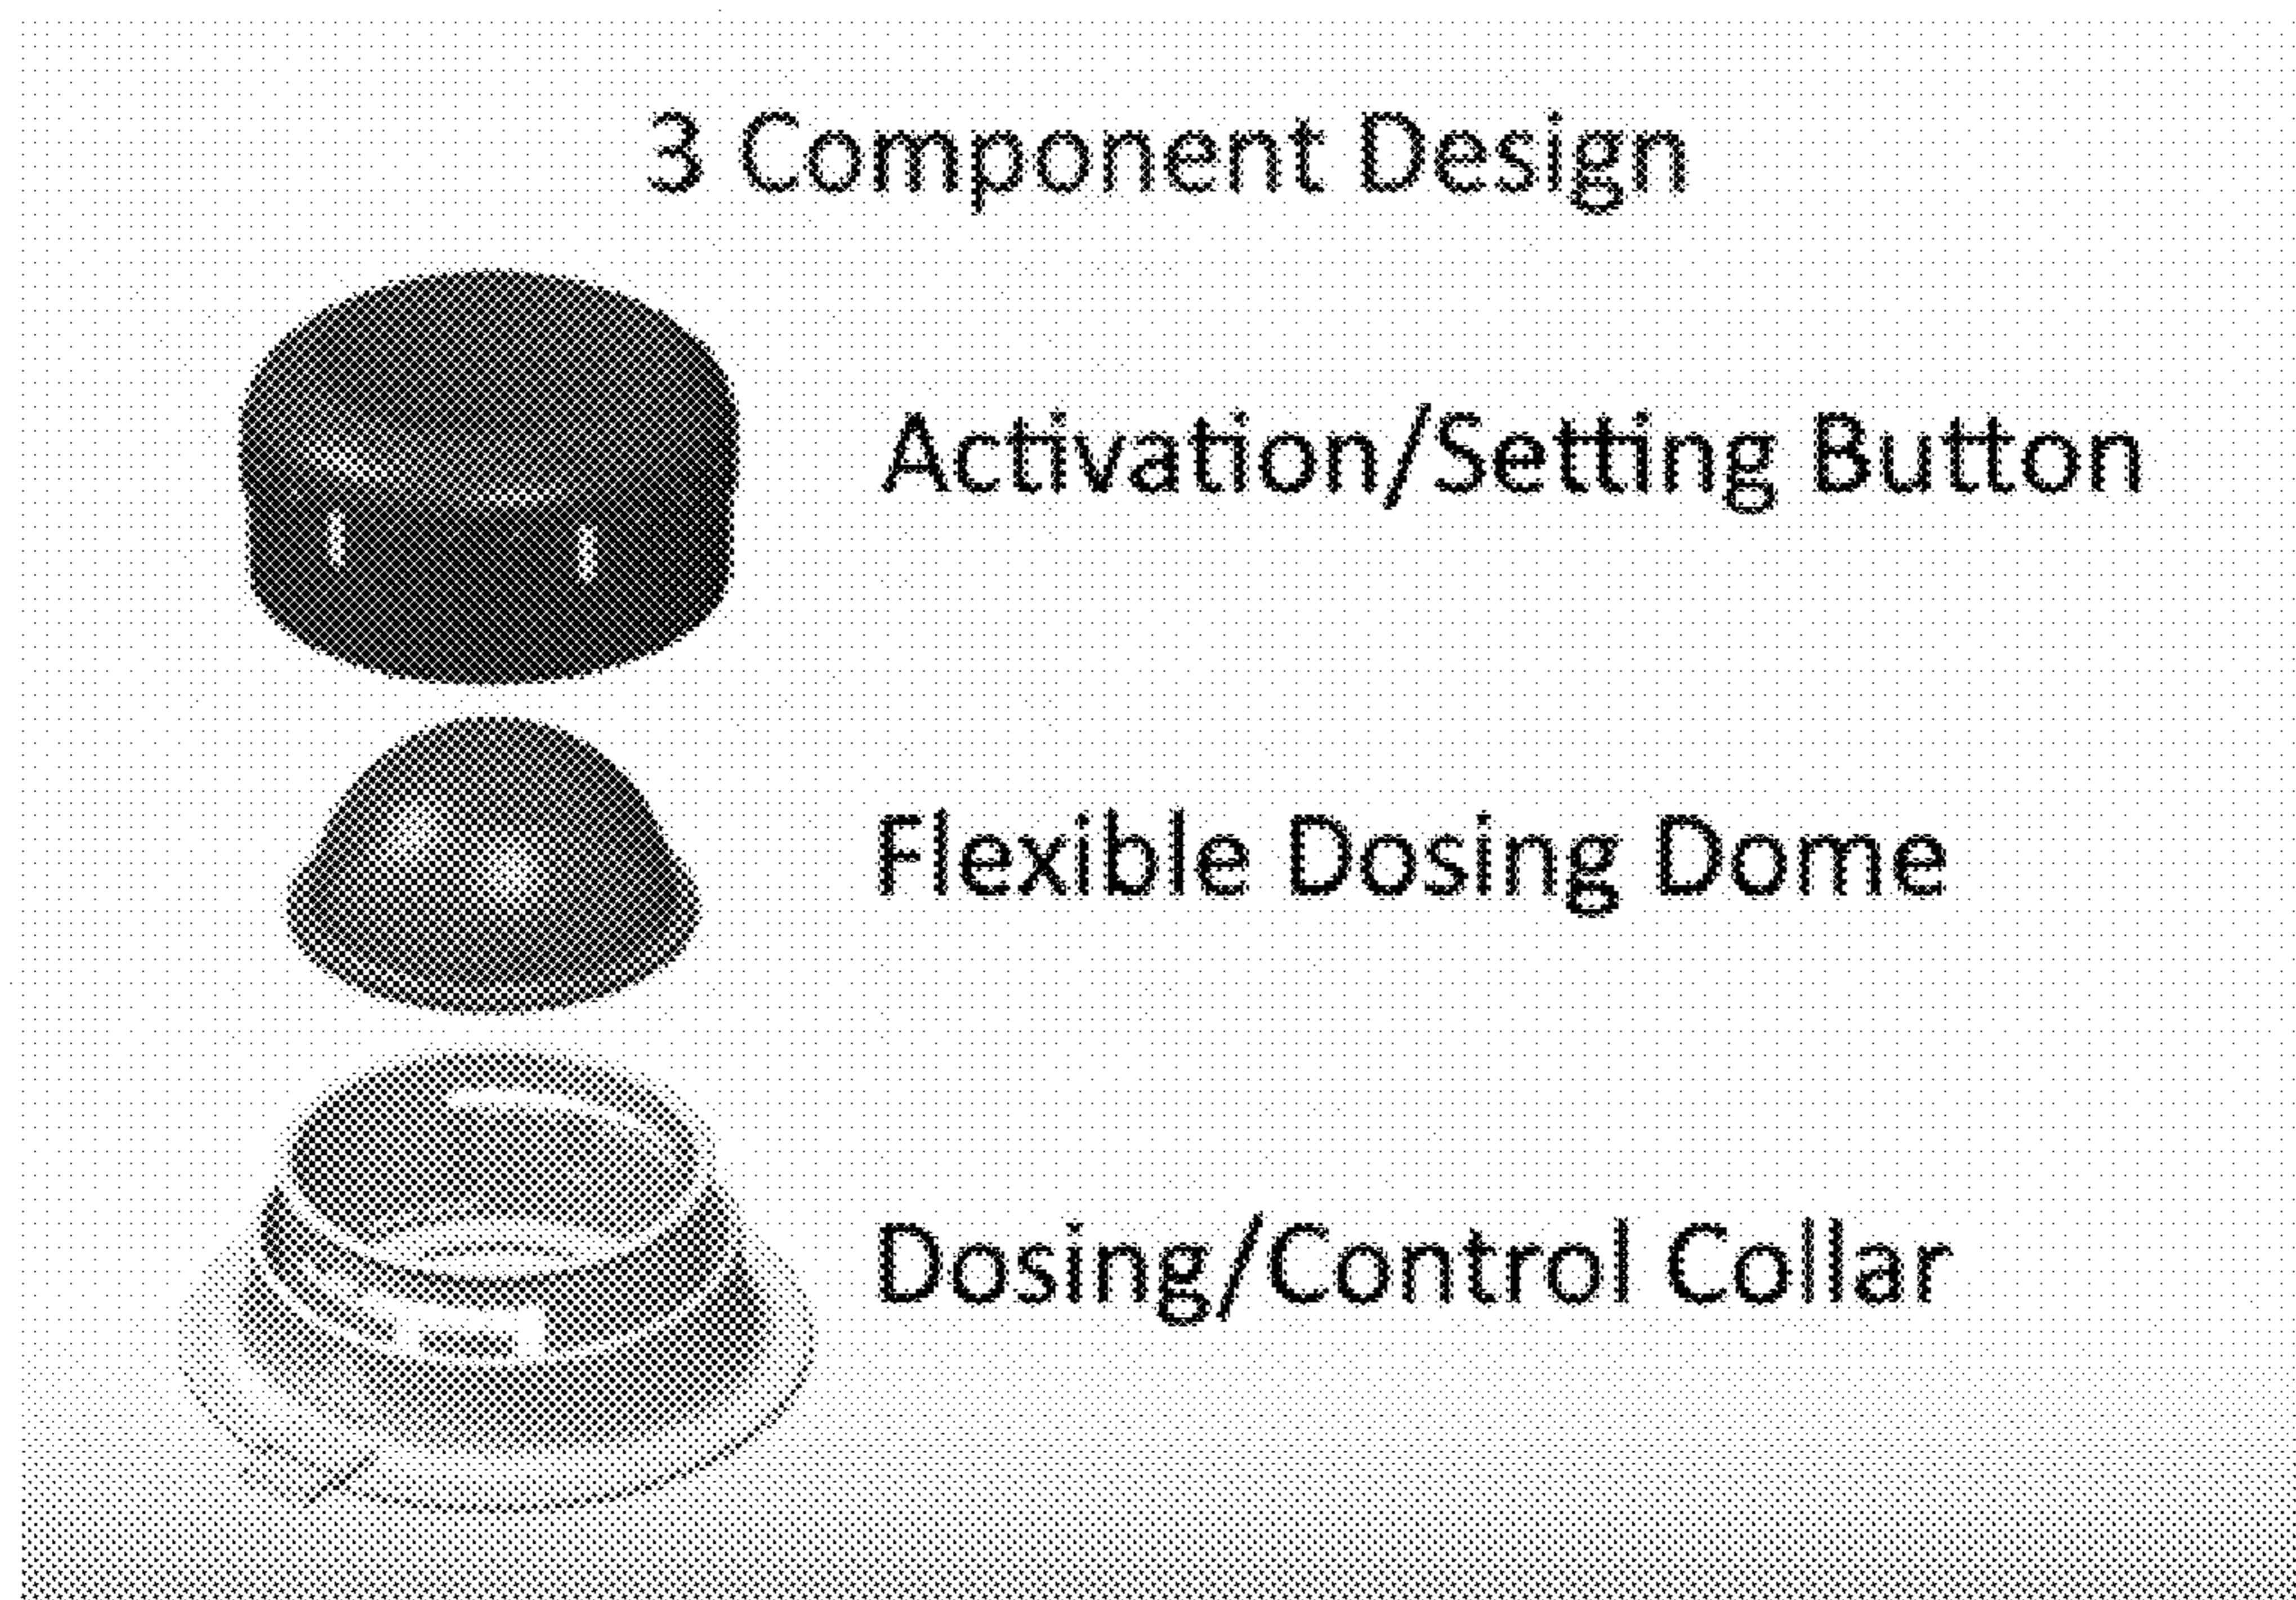 3 Component Design
Activation/Setting Button
Flexible Dosing Dome
Dosing/Control Collar